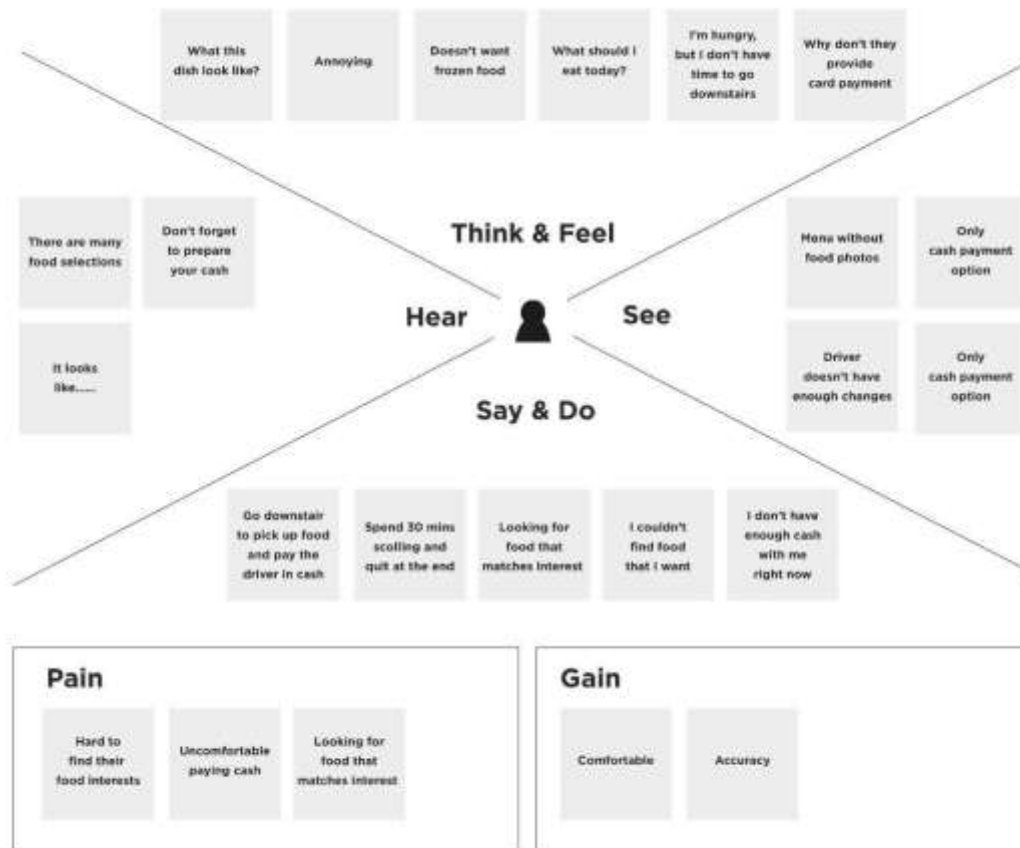 What this
dish look like?
Annoying
Doesn't want
frozen food
What should I
eat today?
I'm hungry,
but I don't have
time to go
downstairs
Why don't they
provide
card payment
Think & Feel
There are many
food selections
Don't forget
to prepare
your cash
It looks
like.....
Hear
See
Menu without
food photos
Only
cash payment
option
Driver
doesn't have
enough changes
Only
cash payment
option
Say & Do
Go downstair
to pick up food
and pay the
driver in cash
Spend 30 mins
scolling and
quit at the end
Looking for
food that
matches interest
I couldn't
find food
that i want
I don't have
enough cash
with me
right now
Pain
Hard to
find their
food interests
Uncomfortable
paying cash
Looking for
food that
matches interest
Gain
Comfortable
Accuracy